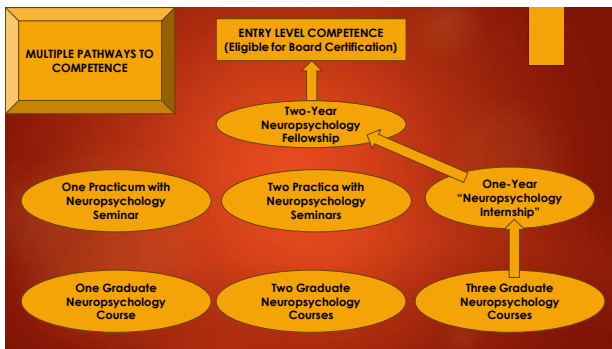 MULTIPLE PATHWAYS TO
COMPETENCE
ENTRY LEVEL COMPETENCE
(Eligible for Board Certification)
Two-Year
Neuropsychology
Fellowship
One Practicum with
Neuropsychology
Seminar
Two Practica with
Neuropsychology
Seminars
One-Year
“Neuropsychology
Internship”
One Graduate
Neuropsychology
Course
Two Graduate
Neuropsychology
Courses
Three Graduate
Neuropsychology
Courses